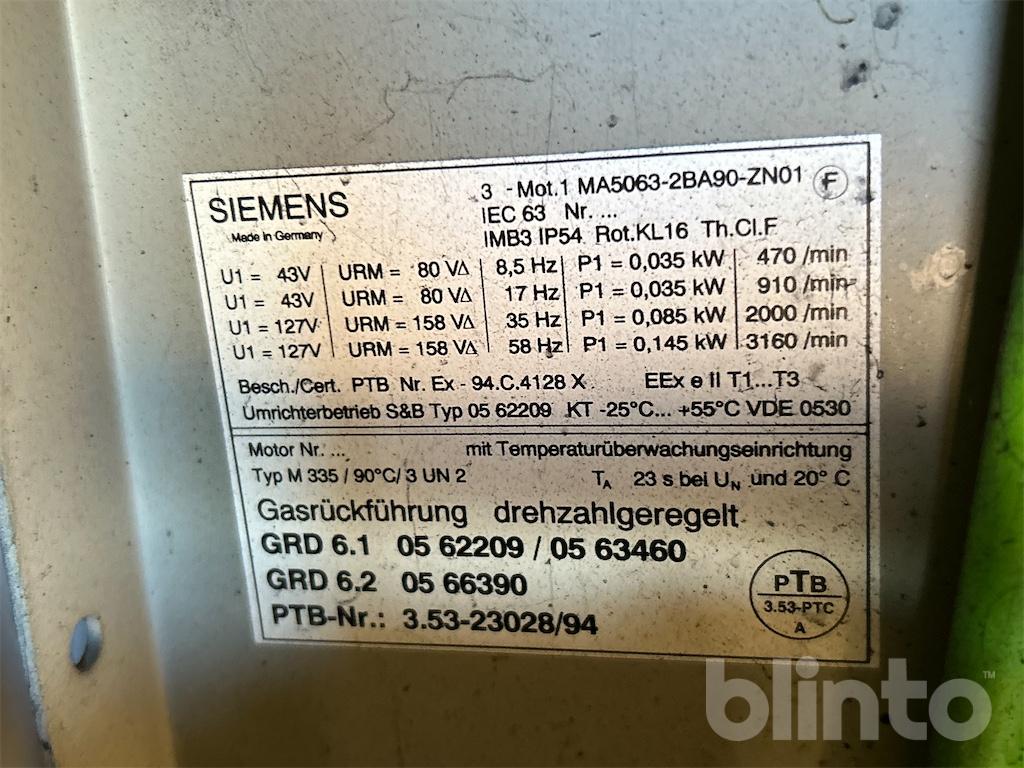 SIEMENS
Made in Germany
3 -Mot.1 MA5063-2BA90-ZN01 F
IEC 63 Nr. ...
IMB3 IP54 Rot.KL16 Th.Cl.F
U1 = 43V URM = 80 V∆ 8,5 Hz P1 = 0,035 kW 470 /min
U1 = 43V URM = 80 V∆ 17 Hz P1 = 0,035 kW 910 /min
U1 = 127V URM = 158 V∆ 35 Hz P1 = 0,085 kW 2000 /min
U1 = 127V URM = 158 V∆ 58 Hz P1 = 0,145 kW 3160 /min
Besch./Cert. PTB Nr. Ex - 94.C.4128 X EEx e II T1...T3
Umrichterbetrieb S&B Typ 05 62209 KT -25°C... +55°C VDE 0530
Motor Nr. ... mit Temperaturüberwachungseinrichtung
Typ M 335 / 90°C/ 3 UN 2 TA 23 s bei UN und 20° C
Gasrückführung drehzahlgeregelt
GRD 6.1 05 62209 / 05 63460
GRD 6.2 05 66390
PTB-Nr.: 3.53-23028/94
PTB
3.53-PTC
A
blinto™